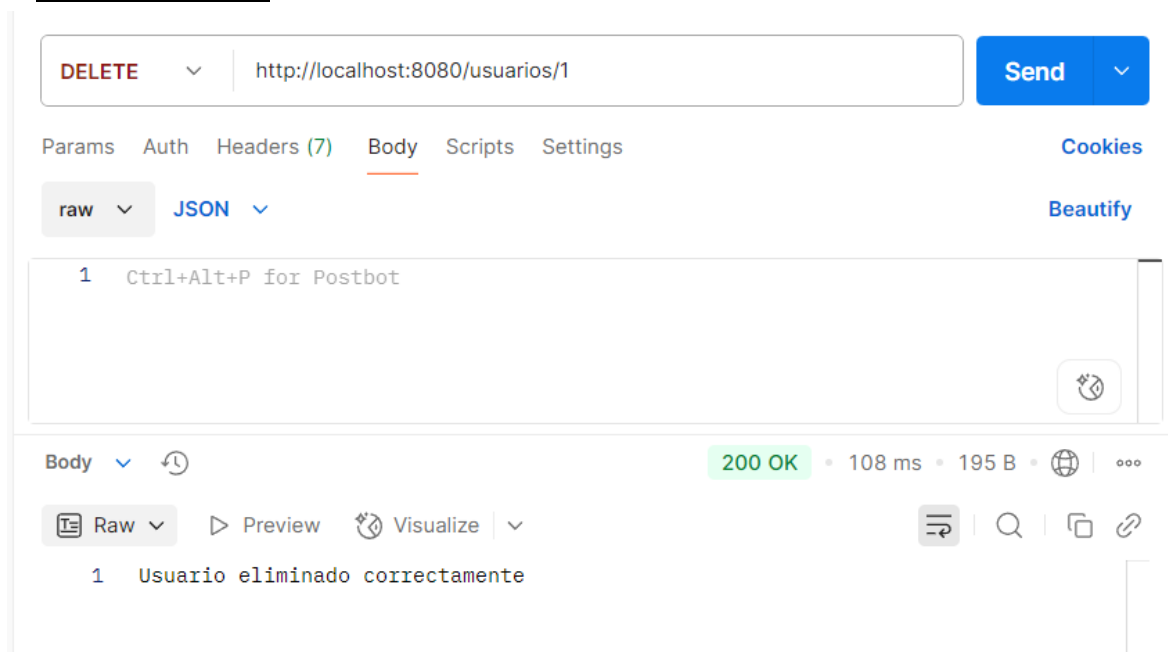 DELETE http://localhost:8080/usuarios/1 Send
Params Auth Headers (7) Body Scripts Settings Cookies
raw JSON Beautify
1 Ctrl+Alt+P for Postbot
Body 200 OK • 108 ms • 195 B •
Raw Preview Visualize
1 Usuario eliminado correctamente